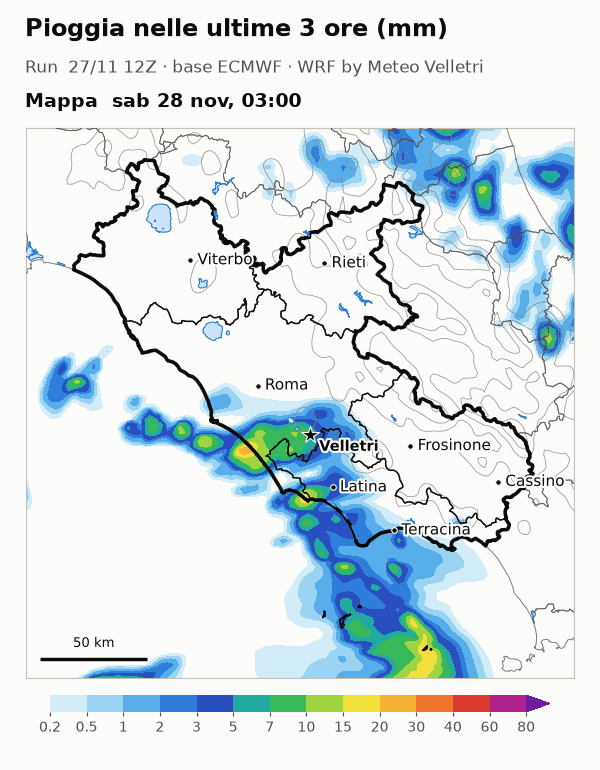 Pioggia nelle ultime 3 ore (mm)
Run  27/11 12Z · base ECMWF · WRF by Meteo Velletri
Mappa  sab 28 nov, 03:00
Viterbo
Rieti
Roma
Velletri
Frosinone
Latina
Cassino
Terracina
50 km
0.2 0.5 1 2 3 5 7 10 15 20 30 40 60 80